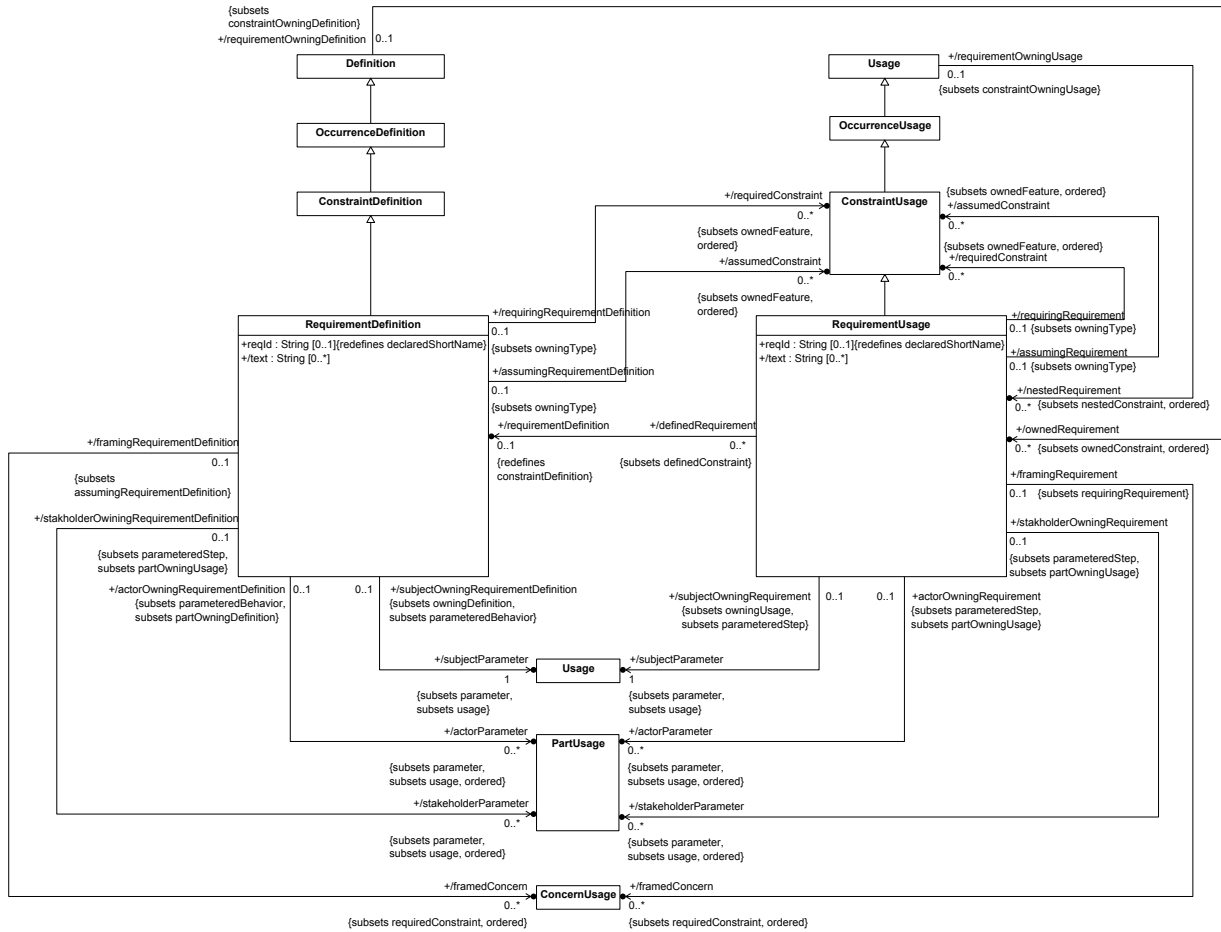 {subsets
constraintOwningDefinition}
+/requirementOwningDefinition
0..1
Definition
Usage
+/requirementOwningUsage
0..1
{subsets constraintOwningUsage}
OccurrenceDefinition
OccurrenceUsage
ConstraintDefinition
ConstraintUsage
+/requiredConstraint
0..*
{subsets ownedFeature,
ordered}
+/assumedConstraint
0..*
{subsets ownedFeature,
ordered}
{subsets ownedFeature, ordered}
+/assumedConstraint
0..*
{subsets ownedFeature, ordered}
+/requiredConstraint
0..*
RequirementDefinition
+reqId : String [0..1]{redefines declaredShortName}
+/text : String [0..*]
+/requiringRequirementDefinition
0..1
{subsets owningType}
+/assumingRequirementDefinition
0..1
{subsets owningType}
+/requirementDefinition
0..1
{redefines
constraintDefinition}
+/definedRequirement
0..*
{subsets definedConstraint}
RequirementUsage
+reqId : String [0..1]{redefines declaredShortName}
+/text : String [0..*]
+/requiringRequirement
0..1 {subsets owningType}
+/assumingRequirement
0..1 {subsets owningType}
+/nestedRequirement
0..* {subsets nestedConstraint, ordered}
+/ownedRequirement
0..* {subsets ownedConstraint, ordered}
+/framingRequirement
0..1 {subsets requiringRequirement}
+/stakholderOwningRequirement
0..1
{subsets parameteredStep,
subsets partOwningUsage}
+/framingRequirementDefinition
0..1
{subsets
assumingRequirementDefinition}
+/stakholderOwiningRequirementDefinition
0..1
{subsets parameteredStep,
subsets partOwningUsage}
+/actorOwningRequirementDefinition
{subsets parameteredBehavior,
subsets partOwningDefinition}
0..1
0..1
+/subjectOwningRequirementDefinition
{subsets owningDefinition,
subsets parameteredBehavior}
+/subjectOwningRequirement
{subsets owningUsage,
subsets parameteredStep}
0..1
0..1
+actorOwningRequirement
{subsets parameteredStep,
subsets partOwningUsage}
+/subjectParameter
1
{subsets parameter,
subsets usage}
Usage
+/subjectParameter
1
{subsets parameter,
subsets usage}
+/actorParameter
0..*
{subsets parameter,
subsets usage, ordered}
PartUsage
+/actorParameter
0..*
{subsets parameter,
subsets usage, ordered}
+/stakeholderParameter
0..*
{subsets parameter,
subsets usage, ordered}
+/stakeholderParameter
0..*
{subsets parameter,
subsets usage, ordered}
+/framedConcern
0..*
{subsets requiredConstraint, ordered}
ConcernUsage
+/framedConcern
0..*
{subsets requiredConstraint, ordered}